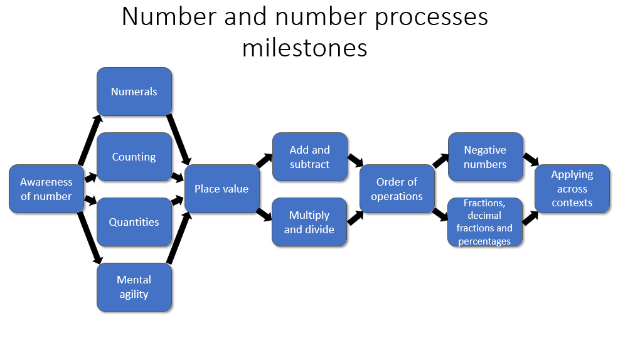 Number and number processes
milestones
Numerals
Counting
Quantities
Mental
agility
Awareness
of number
Place value
Add and
subtract
Multiply
and divide
Order of
operations
Negative
numbers
Fractions,
decimal
fractions and
percentages
Applying
across
contexts